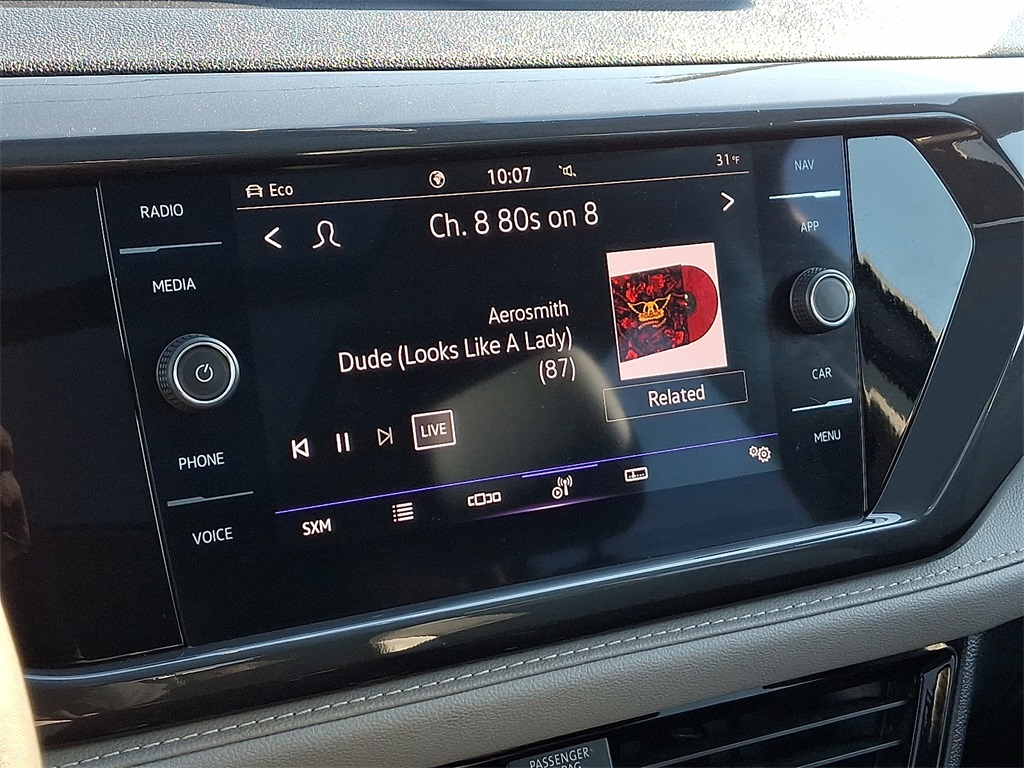 Eco
10:07
31°F
Ch. 8 80s on 8
Aerosmith
Dude (Looks Like A Lady)
(87)
Related
LIVE
SXM
RADIO
MEDIA
PHONE
VOICE
NAV
APP
CAR
MENU
PASSENGER